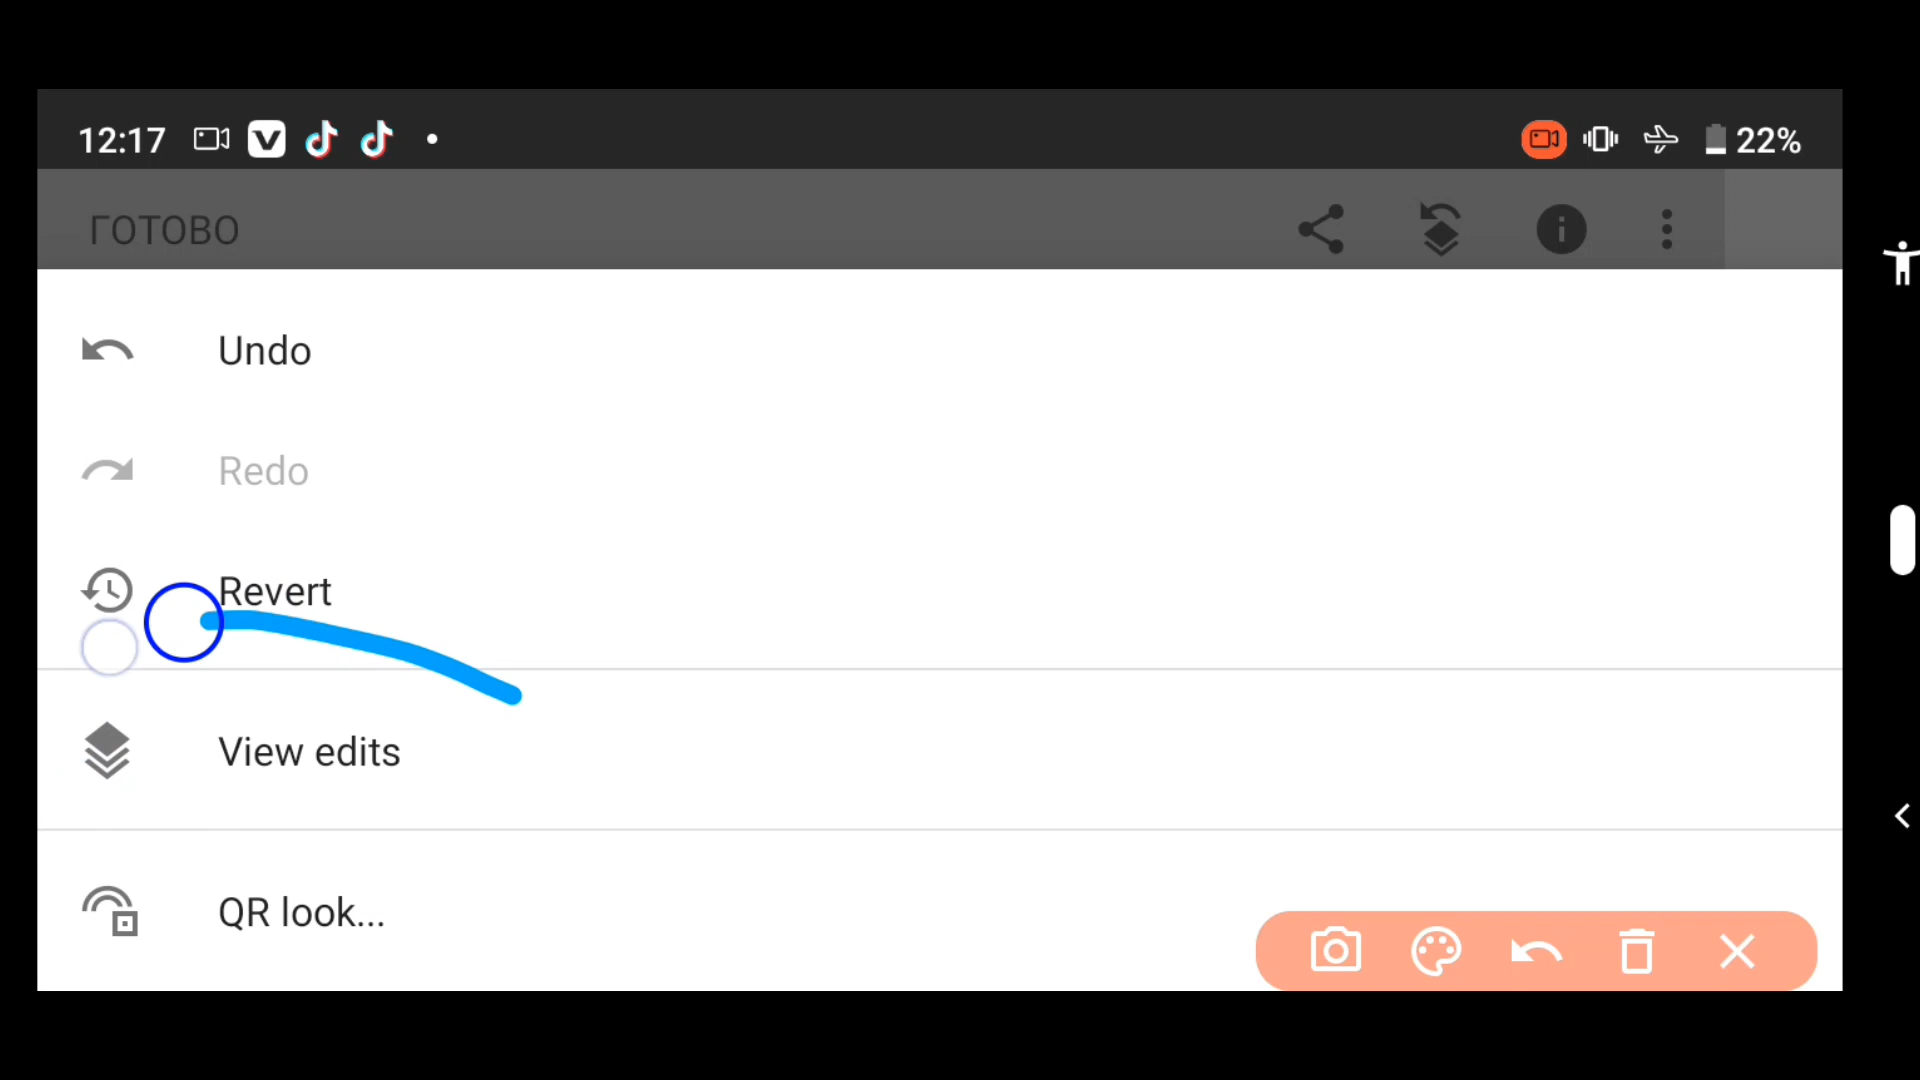 12:17
22%
ГОТОВО
Undo
Redo
Revert
View edits
QR look...